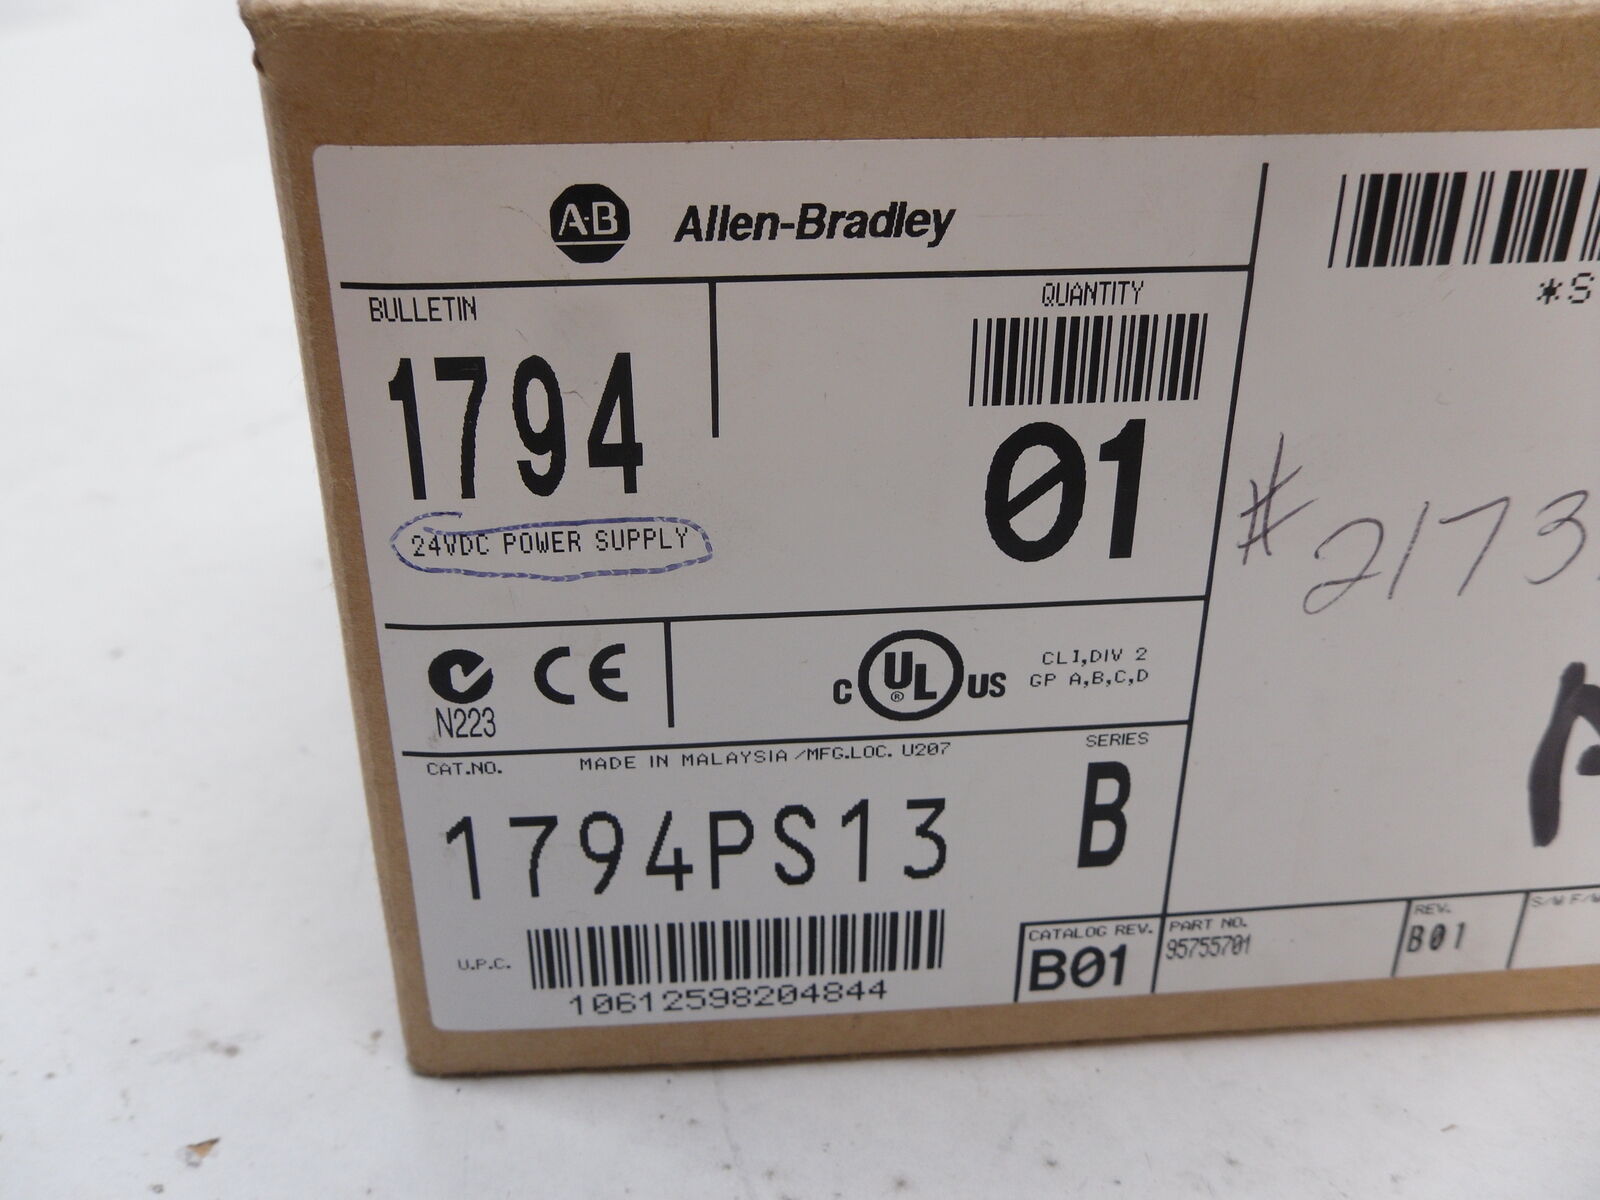 A-B Allen-Bradley
BULLETIN
1794
24VDC POWER SUPPLY
QUANTITY
01
*S
#2173
N223
CE
C UL US
CLI,DIV 2
GP A,B,C,D
CAT.NO.
MADE IN MALAYSIA /MFG.LOC. U207
SERIES
1794PS13
B
U.P.C.
10612598204844
CATALOG REV.
B01
PART NO.
95755701
REV.
B01
S/W F/W